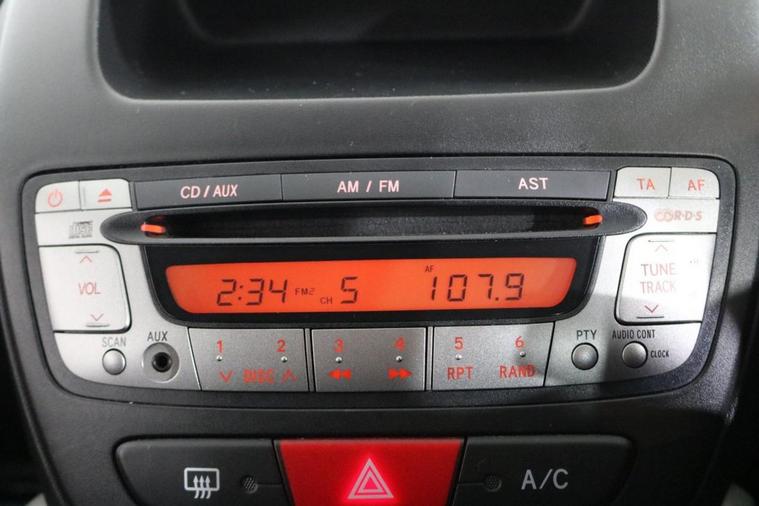 CD / AUX AM / FM AST TA AF
R·D·S
VOL
2:34 FM2 CH 5 AF 107.9
TUNE
TRACK
SCAN AUX 1 2 3 4 5 6 PTY AUDIO CONT
CLOCK
DISC RPT RAND
A/C